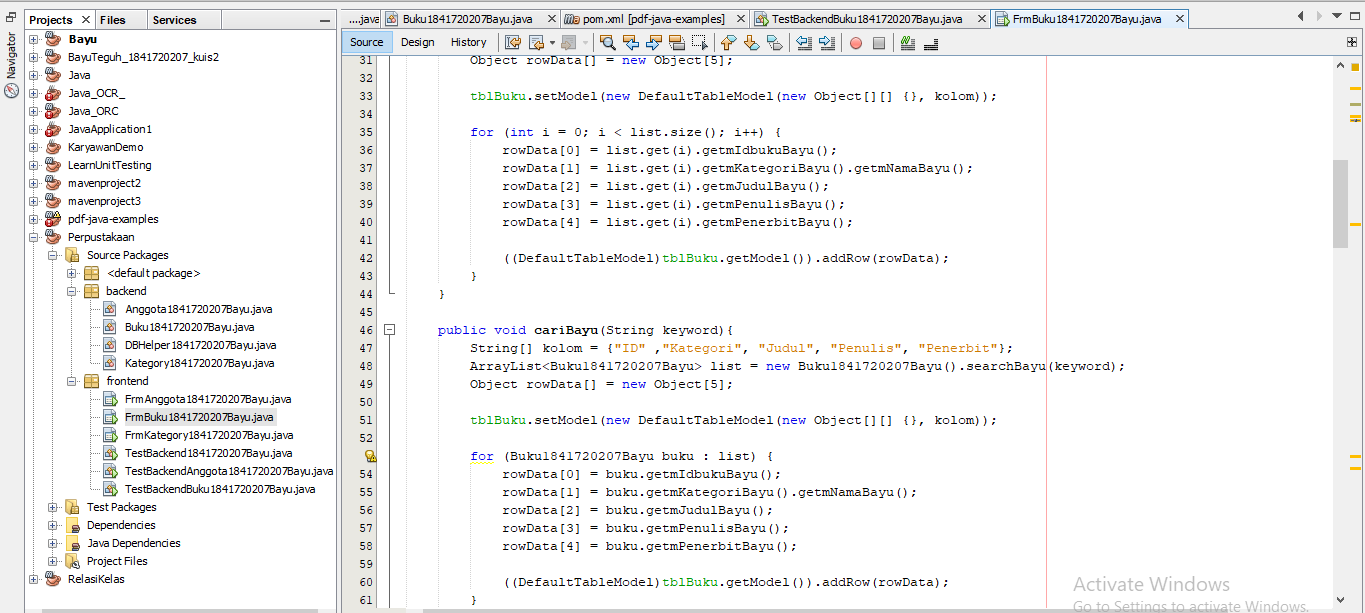 Projects
Files
Services
....java
Buku1841720207Bayu.java
pom.xml [pdf-java-examples]
TestBackendBuku1841720207Bayu.java
FrmBuku1841720207Bayu.java
Navigator
Source
Design
History
Bayu
BayuTeguh_1841720207_kuis2
Java
Java_OCR_
Java_ORC
JavaApplication1
KaryawanDemo
LearnUnitTesting
mavenproject2
mavenproject3
pdf-java-examples
Perpustakaan
Source Packages
<default package>
backend
Anggota1841720207Bayu.java
Buku1841720207Bayu.java
DBHelper1841720207Bayu.java
Kategory1841720207Bayu.java
frontend
FrmAnggota1841720207Bayu.java
FrmBuku1841720207Bayu.java
FrmKategory1841720207Bayu.java
TestBackend1841720207Bayu.java
TestBackendAnggota1841720207Bayu.java
TestBackendBuku1841720207Bayu.java
Test Packages
Dependencies
Java Dependencies
Project Files
RelasiKelas
31 Object rowData[] = new Object[5];
32
33 tblBuku.setModel(new DefaultTableModel(new Object[][] {}, kolom));
34
35 for (int i = 0; i < list.size(); i++) {
36 rowData[0] = list.get(i).getmIdbukuBayu();
37 rowData[1] = list.get(i).getmKategoriBayu().getmNamaBayu();
38 rowData[2] = list.get(i).getmJudulBayu();
39 rowData[3] = list.get(i).getmPenulisBayu();
40 rowData[4] = list.get(i).getmPenerbitBayu();
41
42 ((DefaultTableModel)tblBuku.getModel()).addRow(rowData);
43 }
44 }
45
46 public void cariBayu(String keyword){
47 String[] kolom = {"ID" ,"Kategori", "Judul", "Penulis", "Penerbit"};
48 ArrayList<Buku1841720207Bayu> list = new Buku1841720207Bayu().searchBayu(keyword);
49 Object rowData[] = new Object[5];
50
51 tblBuku.setModel(new DefaultTableModel(new Object[][] {}, kolom));
52
for (Buku1841720207Bayu buku : list) {
54 rowData[0] = buku.getmIdbukuBayu();
55 rowData[1] = buku.getmKategoriBayu().getmNamaBayu();
56 rowData[2] = buku.getmJudulBayu();
57 rowData[3] = buku.getmPenulisBayu();
58 rowData[4] = buku.getmPenerbitBayu();
59
60 ((DefaultTableModel)tblBuku.getModel()).addRow(rowData);
61 }
Activate Windows
Go to Settings to activate Windows.